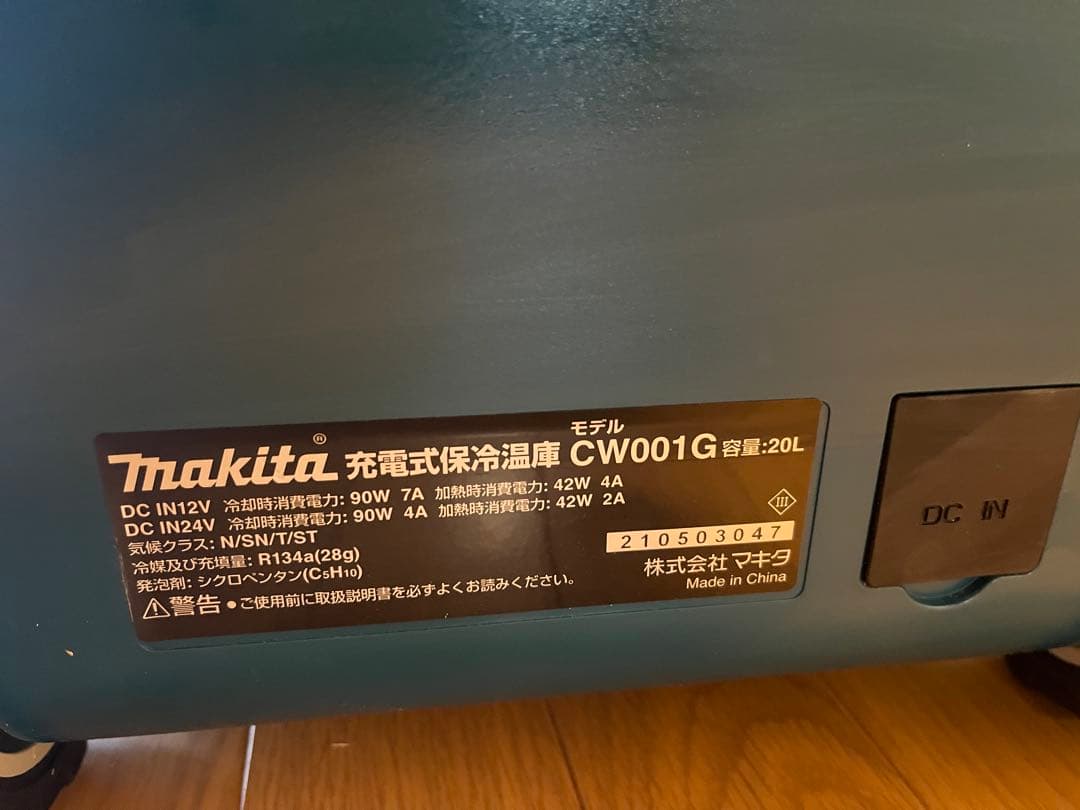 makita® 充電式保冷温庫 モデル CW001G 容量:20L
DC IN12V 冷却時消費電力: 90W 7A 加熱時消費電力: 42W 4A
DC IN24V 冷却時消費電力: 90W 4A 加熱時消費電力: 42W 2A
気候クラス: N/SN/T/ST
冷媒及び充填量: R134a(28g)
発泡剤: シクロペンタン(C5H10)
⚠警告 ●ご使用前に取扱説明書を必ずよくお読みください。
III
210503047
株式会社 マキタ
Made in China
DC IN